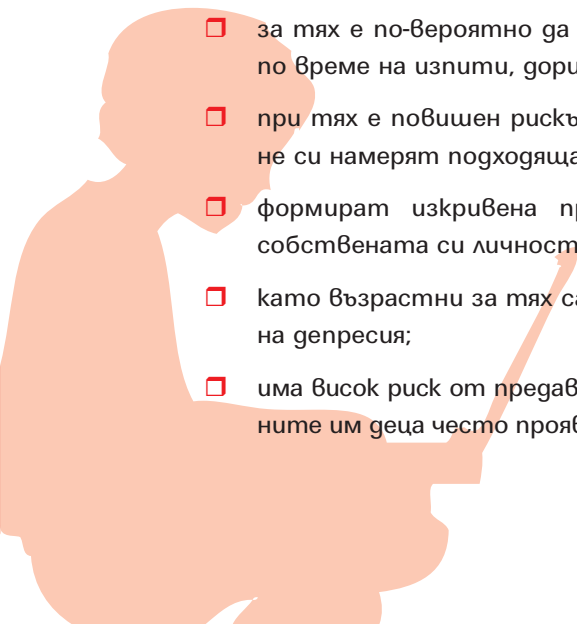 за тях е по-вероятно да
по време на изпити, дори
при тях е повишен рискъ
не си намерят подходяща
формират изкривена пр
собствената си личност
като възрастни за тях са
на депресия;
има висок риск от предав
ните им деца често прояв